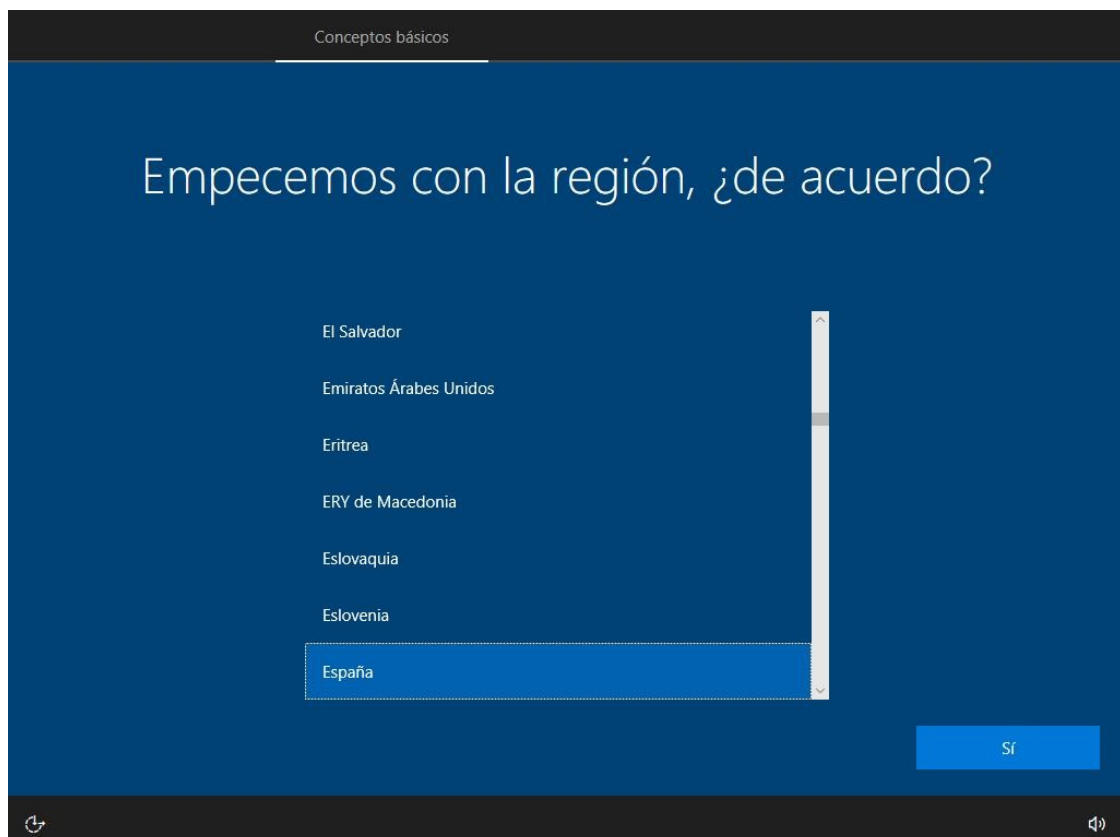 Conceptos básicos
Empecemos con la región, ¿de acuerdo?
El Salvador
Emiratos Árabes Unidos
Eritrea
ERY de Macedonia
Eslovaquia
Eslovenia
España
Sí